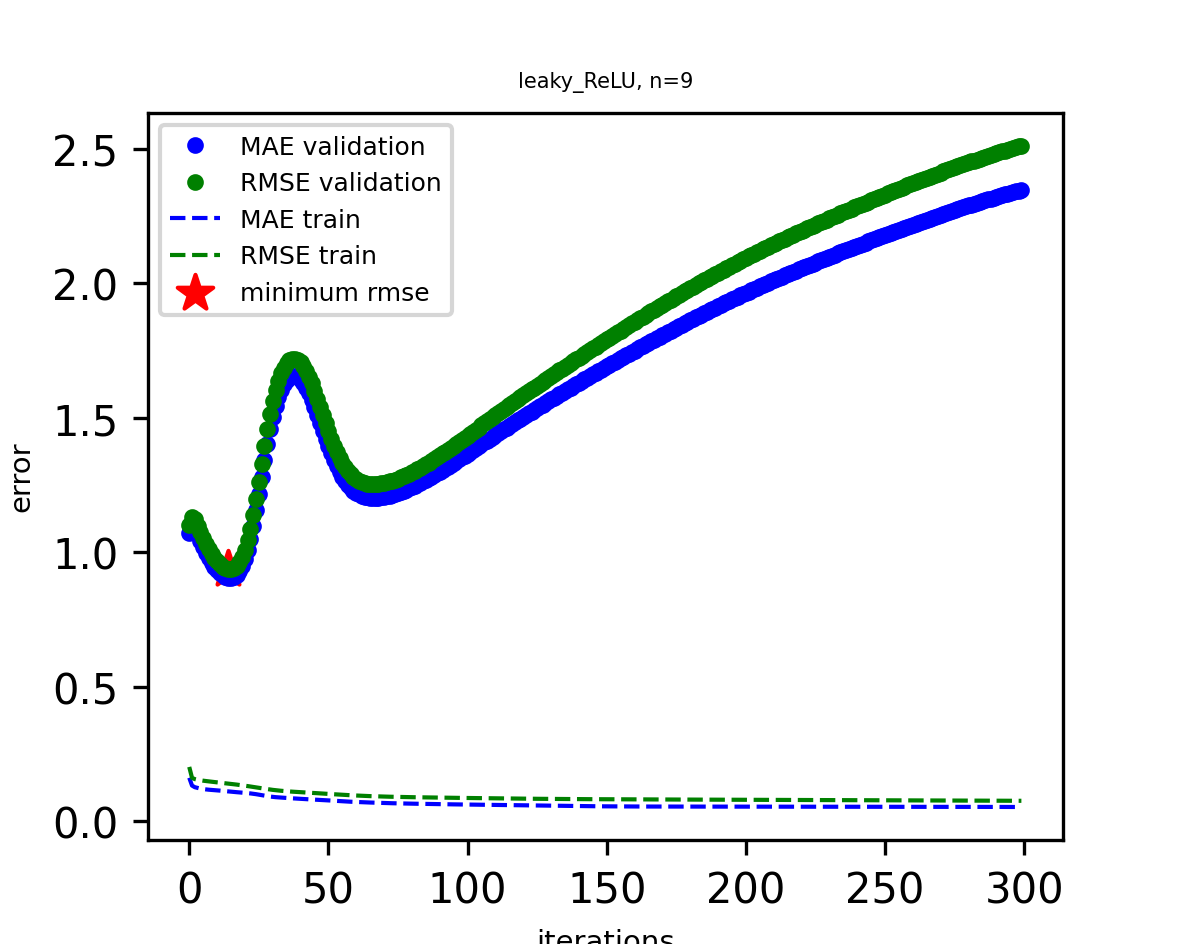 leaky_ReLU, n=9
MAE validation
RMSE validation
MAE train
RMSE train
minimum rmse
error
2.5
2.0
1.5
1.0
0.5
0.0
0 50 100 150 200 250 300
iterations